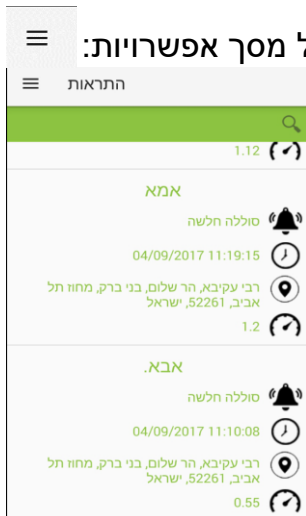 ל מסך אפשרויות:
התראות
1.12
אמא
סוללה חלשה
04/09/2017 11:19:15
רבי עקיבא, הר שלום, בני ברק, מחוז תל
אביב, 52261, ישראל
1.2
אבא.
סוללה חלשה
04/09/2017 11:10:08
רבי עקיבא, הר שלום, בני ברק, מחוז תל
אביב, 52261, ישראל
0.55